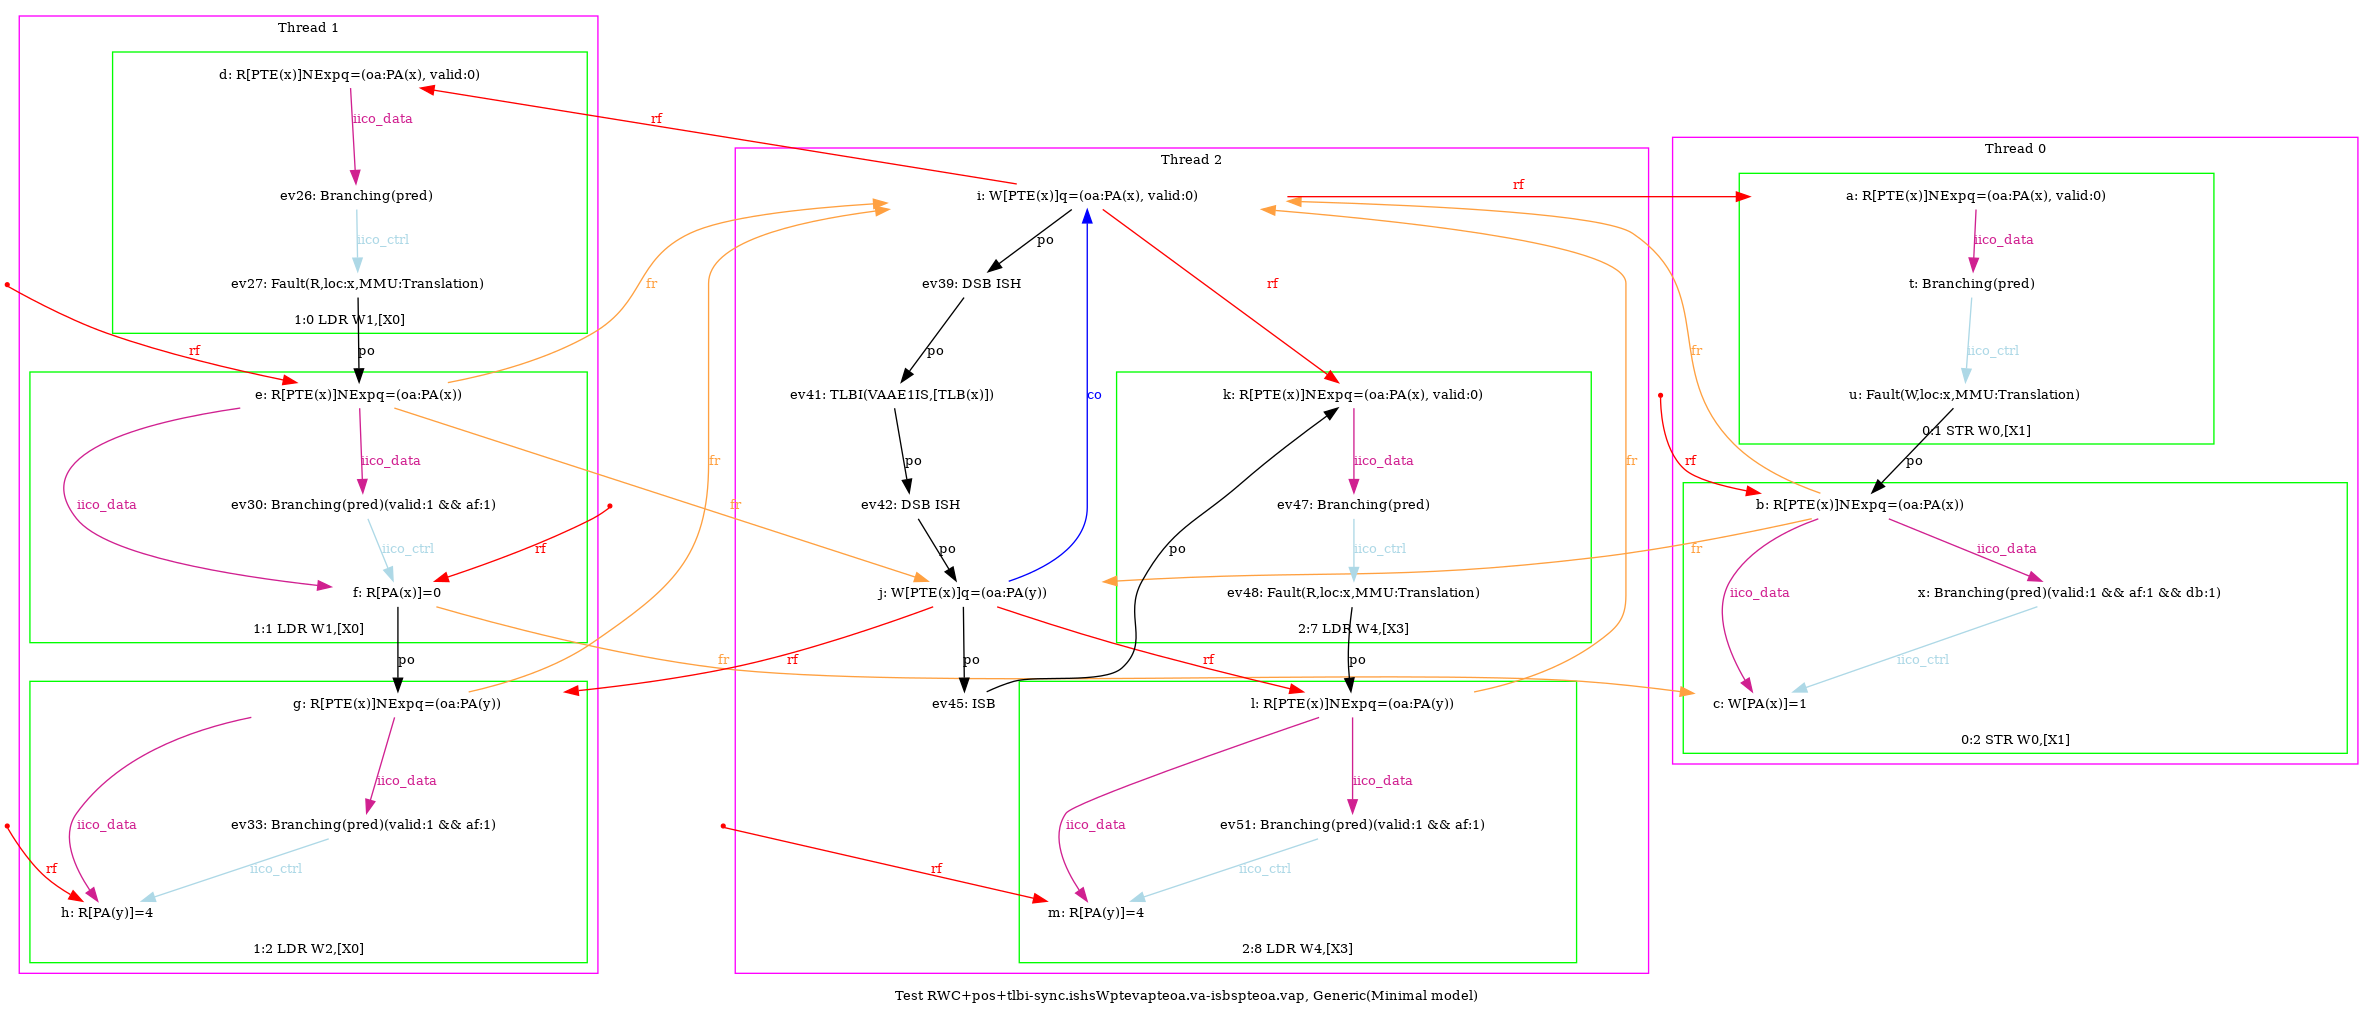 Thread 1
d: R[PTE(x)]NExpq=(oa:PA(x), valid:0)
iico_data
ev26: Branching(pred)
iico_ctrl
ev27: Fault(R,loc:x,MMU:Translation)
1:0 LDR W1,[X0]
rf
po
e: R[PTE(x)]NExpq=(oa:PA(x))
iico_data
iico_data
ev30: Branching(pred)(valid:1 && af:1)
iico_ctrl
rf
f: R[PA(x)]=0
1:1 LDR W1,[X0]
po
g: R[PTE(x)]NExpq=(oa:PA(y))
iico_data
iico_data
ev33: Branching(pred)(valid:1 && af:1)
iico_ctrl
rf
h: R[PA(y)]=4
1:2 LDR W2,[X0]
rf
fr
fr
fr
fr
rf
Thread 2
i: W[PTE(x)]q=(oa:PA(x), valid:0)
po
rf
ev39: DSB ISH
po
ev41: TLBI(VAAE1IS,[TLB(x)])
co
po
ev42: DSB ISH
po
po
j: W[PTE(x)]q=(oa:PA(y))
po
rf
ev45: ISB
k: R[PTE(x)]NExpq=(oa:PA(x), valid:0)
iico_data
ev47: Branching(pred)
iico_ctrl
ev48: Fault(R,loc:x,MMU:Translation)
2:7 LDR W4,[X3]
po
fr
l: R[PTE(x)]NExpq=(oa:PA(y))
iico_data
iico_data
ev51: Branching(pred)(valid:1 && af:1)
iico_ctrl
rf
m: R[PA(y)]=4
2:8 LDR W4,[X3]
rf
fr
fr
Thread 0
a: R[PTE(x)]NExpq=(oa:PA(x), valid:0)
iico_data
t: Branching(pred)
iico_ctrl
u: Fault(W,loc:x,MMU:Translation)
0:1 STR W0,[X1]
rf
po
b: R[PTE(x)]NExpq=(oa:PA(x))
iico_data
iico_data
x: Branching(pred)(valid:1 && af:1 && db:1)
iico_ctrl
c: W[PA(x)]=1
0:2 STR W0,[X1]
Test RWC+pos+tlbi-sync.ishsWptevapteoa.va-isbspteoa.vap, Generic(Minimal model)